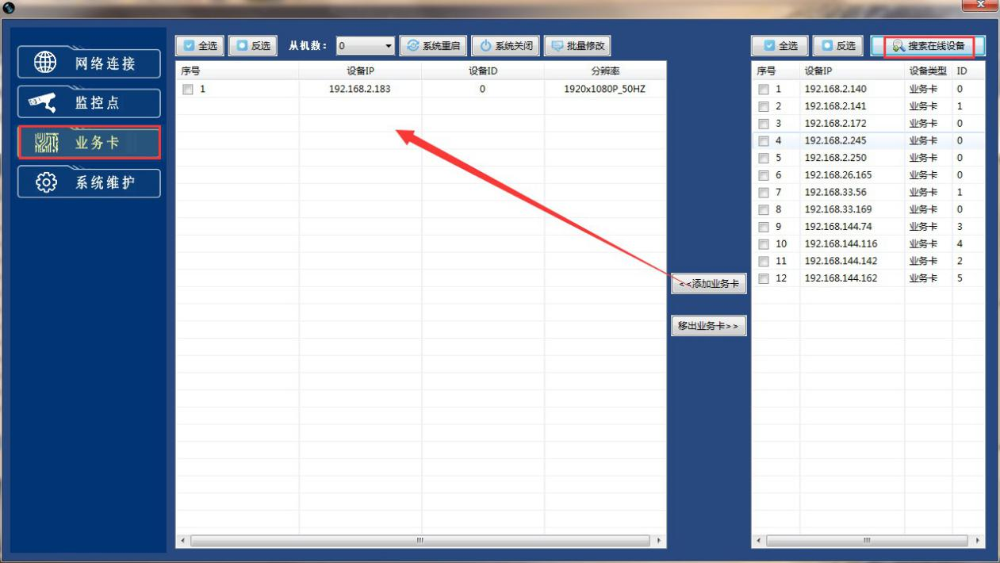 网络连接
监控点
业务卡
系统维护
全选 反选 从机数： 0 系统重启 系统关闭 批量修改
序号 设备IP 设备ID 分辨率
1 192.168.2.183 0 1920x1080P_50HZ
<<添加业务卡
移出业务卡>>
全选 反选 搜素在线设备
序号 设备IP 设备类型 ID
1 192.168.2.140 业务卡 0
2 192.168.2.141 业务卡 1
3 192.168.2.172 业务卡 0
4 192.168.2.245 业务卡 0
5 192.168.2.250 业务卡 0
6 192.168.26.165 业务卡 0
7 192.168.33.56 业务卡 1
8 192.168.33.169 业务卡 0
9 192.168.144.74 业务卡 3
10 192.168.144.116 业务卡 4
11 192.168.144.142 业务卡 2
12 192.168.144.162 业务卡 5